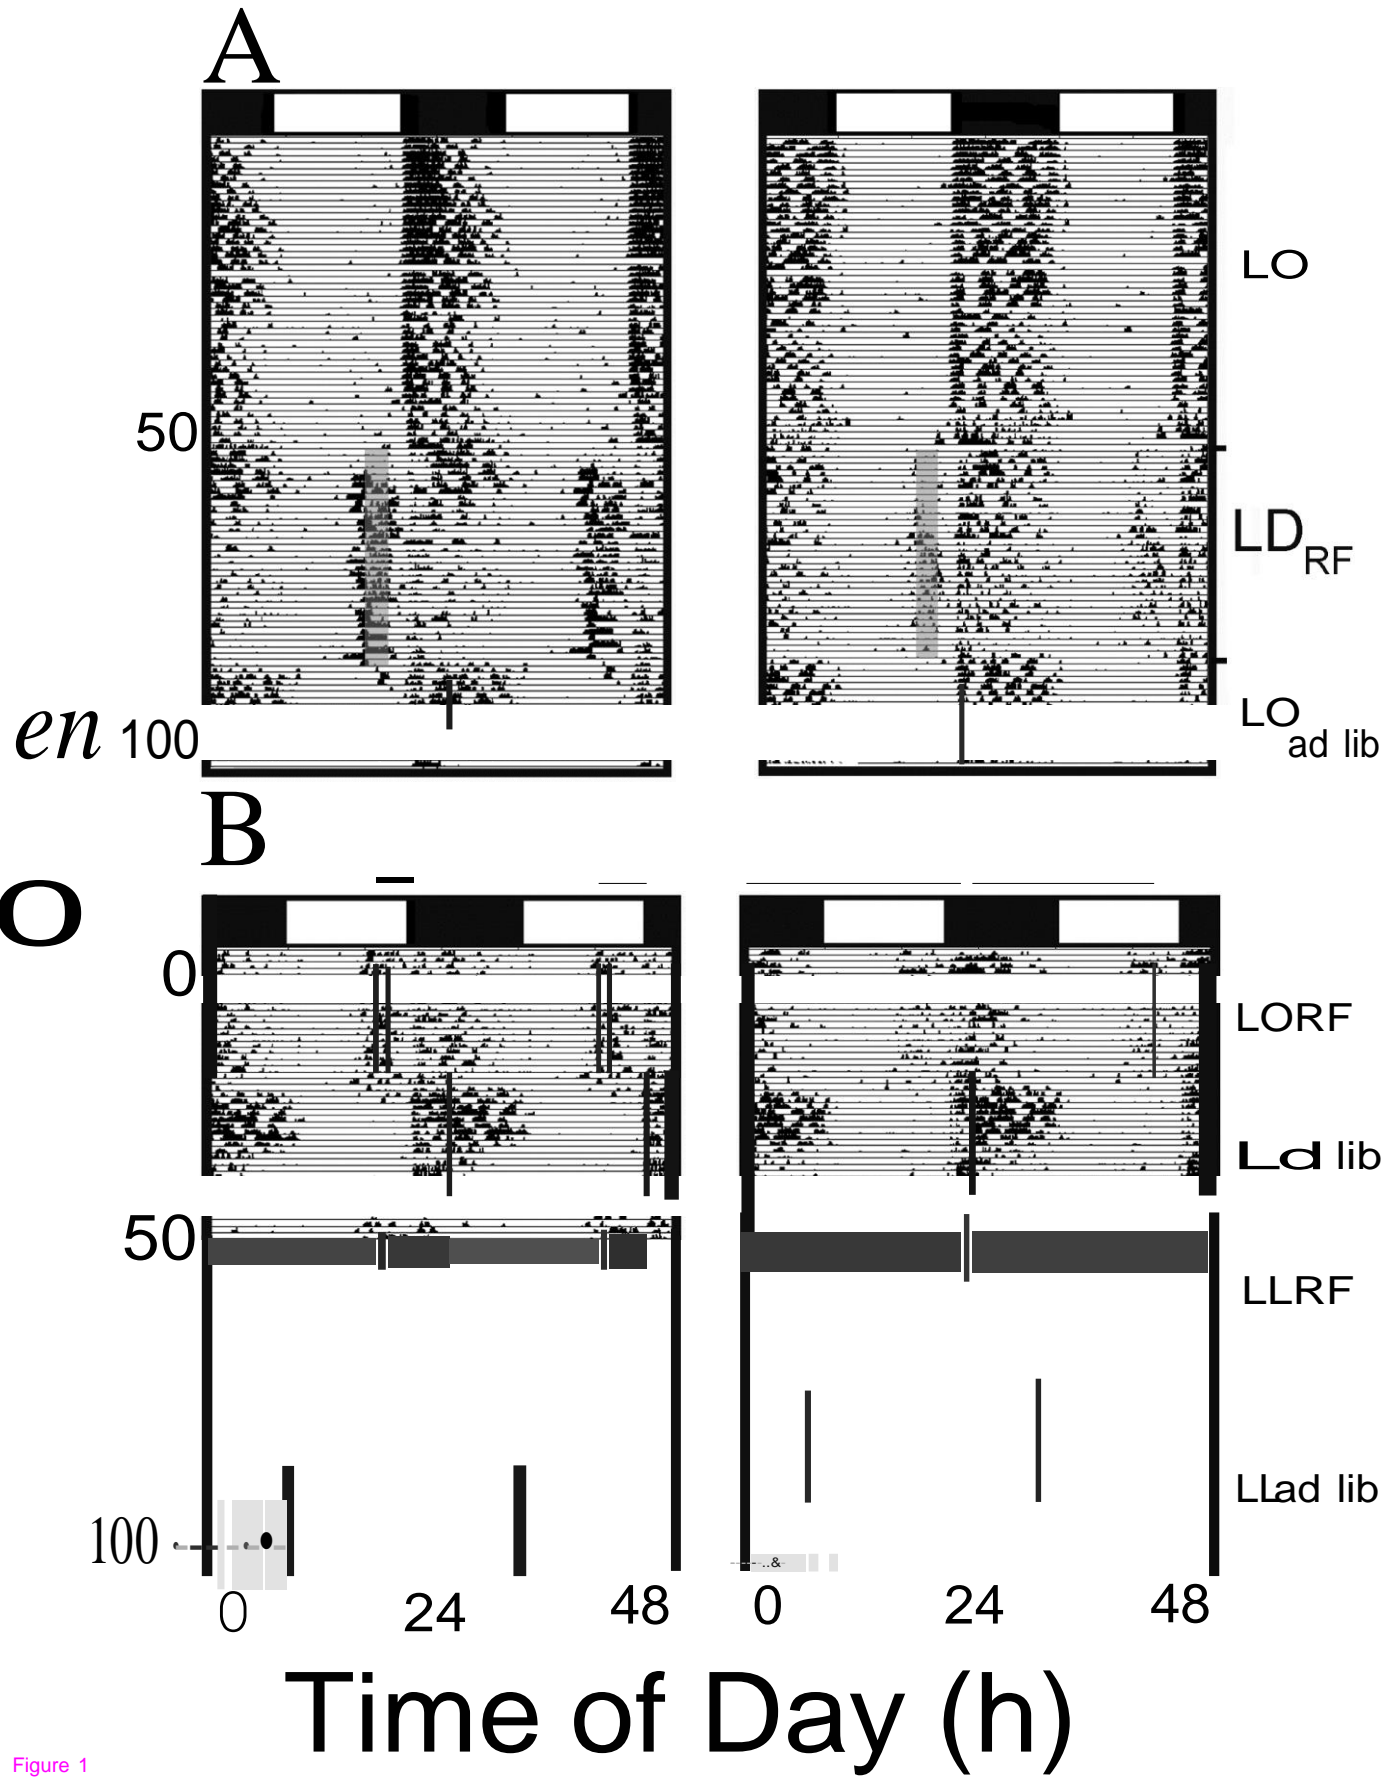 A
LO
50
LD RF
en 100
LO ad lib
B
O
0
LORF
Ld lib
50
LLRF
LLad lib
100
..&
0 24 48 0 24 48
Time of Day (h)
Figure 1